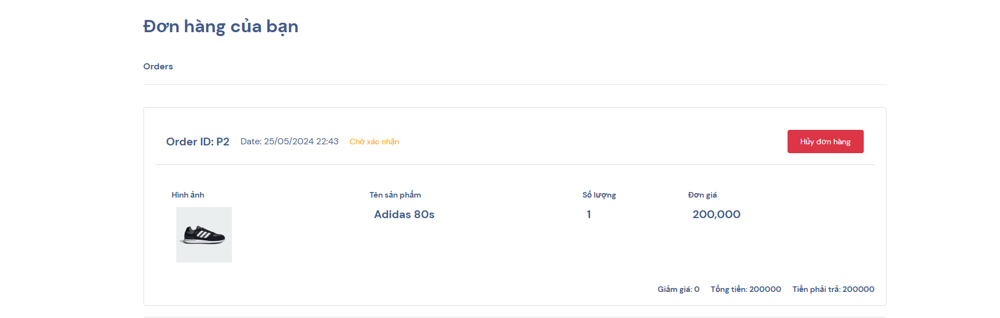 Đơn hàng của bạn
Orders
Order ID: P2 Date: 25/05/2024 22:43 Chờ xác nhận Hủy đơn hàng
Hình ảnh Tên sản phẩm Số lượng Đơn giá
Adidas 80s 1 200,000
Giảm giá: 0 Tổng tiền: 200000 Tiền phải trả: 200000